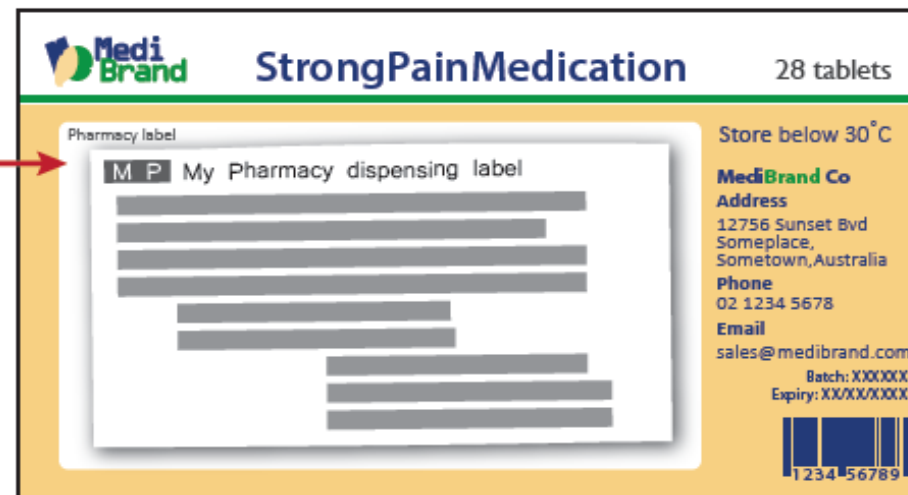 Medi
Brand
StrongPainMedication
28 tablets
Pharmacy label
M P My Pharmacy dispensing label
Store below 30°C
MediBrand Co
Address
12756 Sunset Bvd
Someplace,
Sometown,Australia
Phone
02 1234 5678
Email
sales@medibrand.com
Batch: XXXXXX
Expiry: XX/XX/XXXX
1234 56789